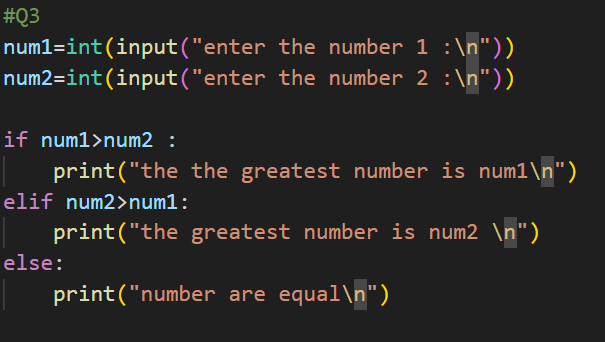 #Q3
num1=int(input("enter the number 1 :\n"))
num2=int(input("enter the number 2 :\n"))
if num1>num2 :
print("the the greatest number is num1\n")
elif num2>num1:
print("the greatest number is num2 \n")
else:
print("number are equal\n")